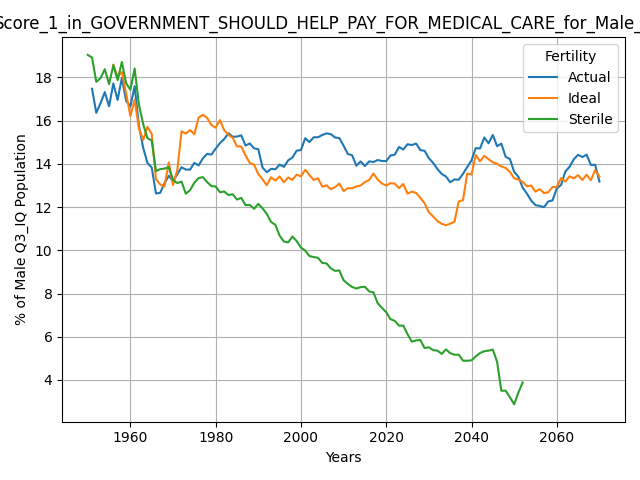 Score_1_in_GOVERNMENT_SHOULD_HELP_PAY_FOR_MEDICAL_CARE_for_Male_
Fertility
Actual
Ideal
Sterile
% of Male Q3_IQ Population
18
16
14
12
10
8
6
4
1960 1980 2000 2020 2040 2060
Years